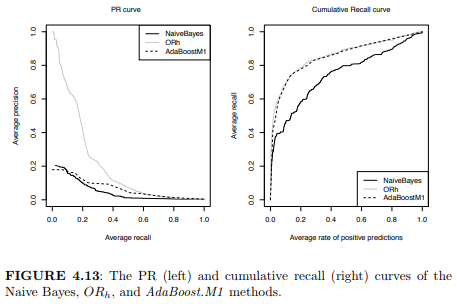 PR curve
NaiveBayes
ORh
AdaBoostM1
Average precision
1.0
0.8
0.6
0.4
0.2
0.0
0.0 0.2 0.4 0.6 0.8 1.0
Average recall
Cumulative Recall curve
Average recall
1.0
0.8
0.6
0.4
0.2
0.0
NaiveBayes
ORh
AdaBoostM1
0.0 0.2 0.4 0.6 0.8 1.0
Average rate of positive predictions
FIGURE 4.13: The PR (left) and cumulative recall (right) curves of the
Naive Bayes, ORh, and AdaBoost.M1 methods.